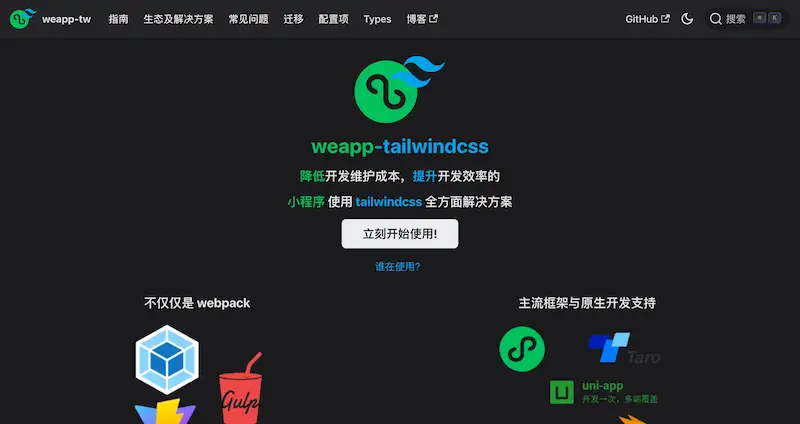 weapp-tw 指南 生态及解决方案 常见问题 迁移 配置项 Types 博客 GitHub 搜索 ⌘ K
weapp-tailwindcss
降低开发维护成本，提升开发效率的
小程序 使用 tailwindcss 全方面解决方案
立刻开始使用!
谁在使用?
不仅仅是 webpack
主流框架与原生开发支持
Taro
uni-app
开发一次，多端覆盖
Gulp